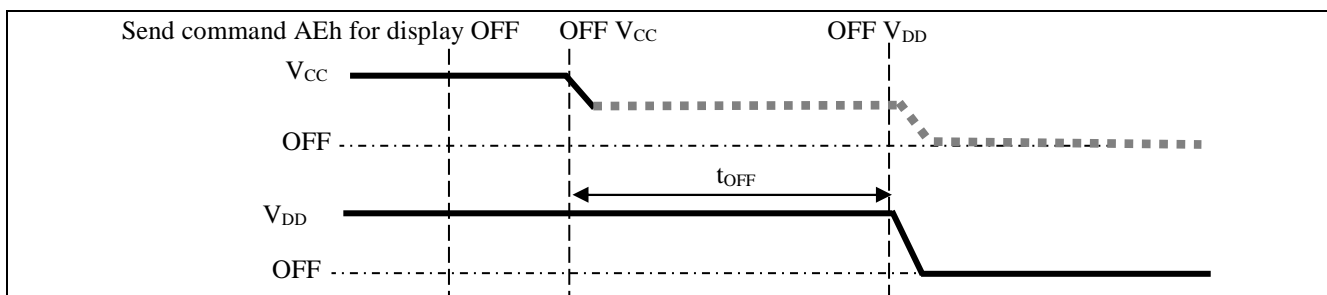 Send command AEh for display OFF OFF VCC OFF VDD
VCC
OFF
tOFF
VDD
OFF